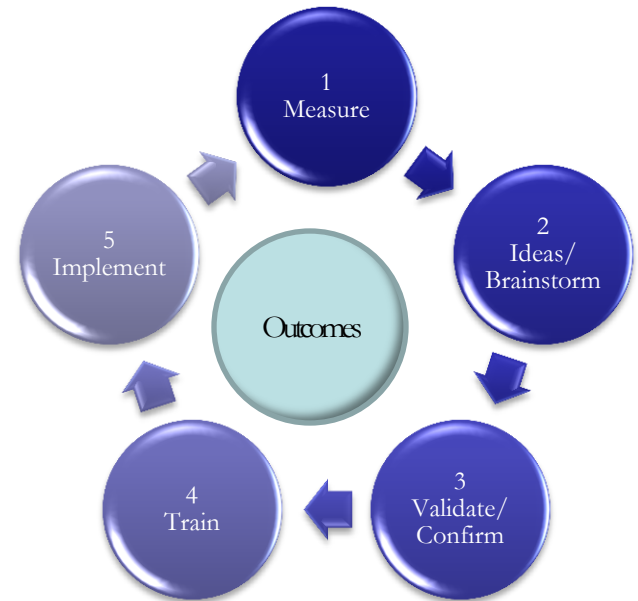 1
Measure
2
Ideas/
Brainstorm
3
Validate/
Confirm
4
Train
5
Implement
Outcomes